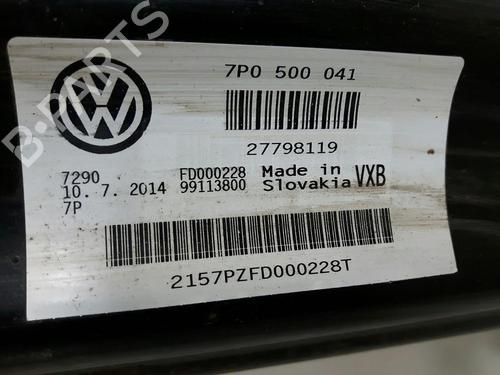 7P0 500 041
27798119
7290 FD000228 Made in
10. 7. 2014 99113800 Slovakia VXB
7P
2157PZFD000228T
B-PARTS